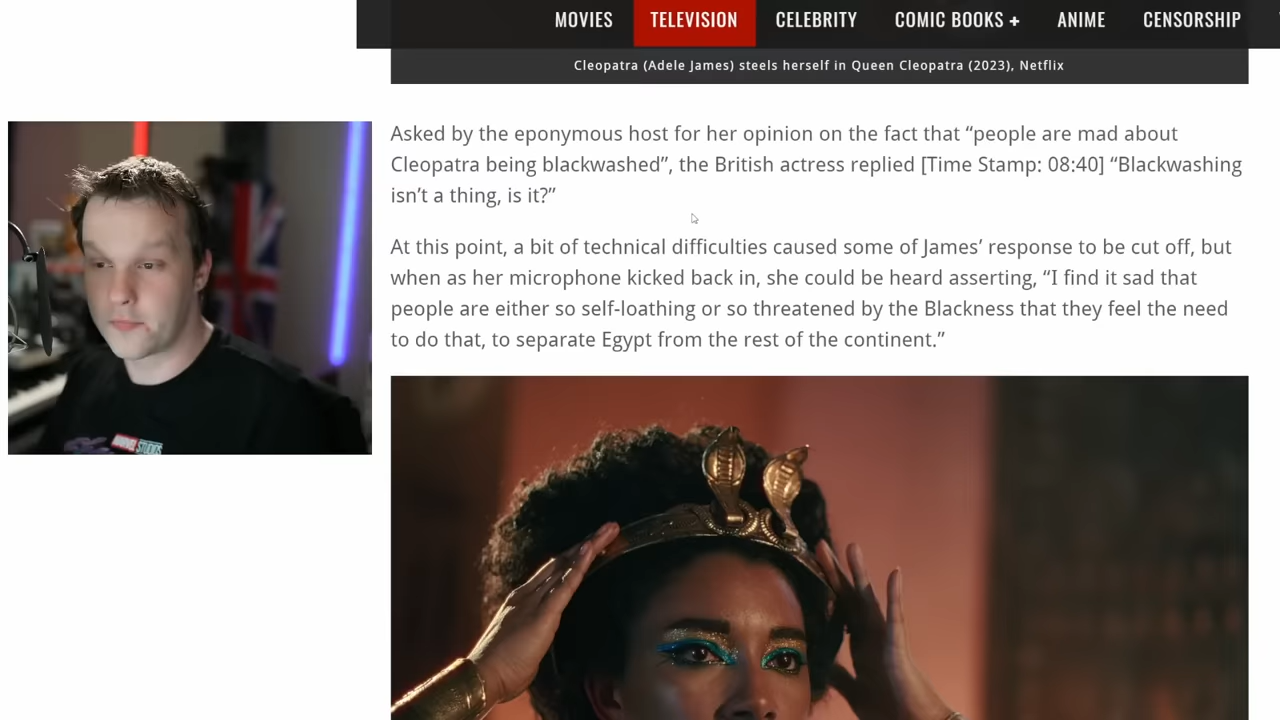 MOVIES TELEVISION CELEBRITY COMIC BOOKS + ANIME CENSORSHIP
Cleopatra (Adele James) steels herself in Queen Cleopatra (2023), Netflix
Asked by the eponymous host for her opinion on the fact that “people are mad about
Cleopatra being blackwashed”, the British actress replied [Time Stamp: 08:40] “Blackwashing
isn’t a thing, is it?”
At this point, a bit of technical difficulties caused some of James’ response to be cut off, but
when as her microphone kicked back in, she could be heard asserting, “I find it sad that
people are either so self-loathing or so threatened by the Blackness that they feel the need
to do that, to separate Egypt from the rest of the continent.”
MARVEL STUDIOS